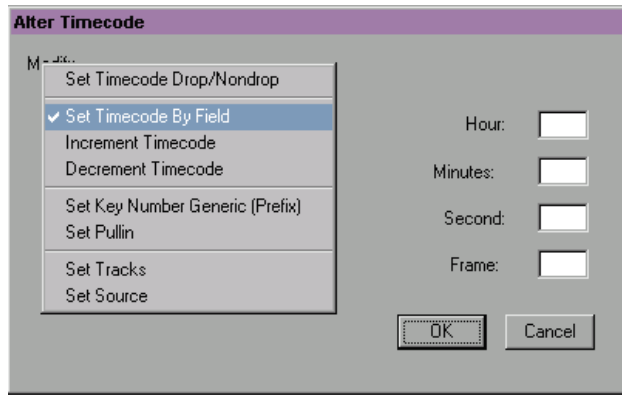 Alter Timecode
Set Timecode Drop/Nondrop
Set Timecode By Field
Increment Timecode
Decrement Timecode
Set Key Number Generic (Prefix)
Set Pullin
Set Tracks
Set Source
Hour:
Minutes:
Second:
Frame:
OK
Cancel